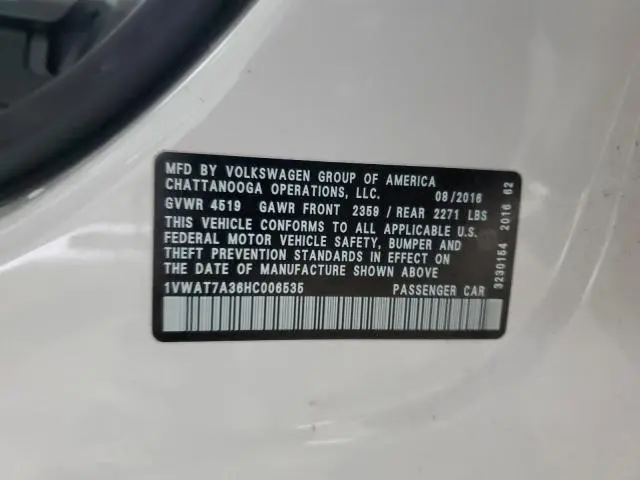 MFD BY VOLKSWAGEN GROUP OF AMERICA
CHATTANOOGA OPERATIONS, LLC. 08/2016
GVWR 4519 GAWR FRONT 2359 / REAR 2271 LBS
THIS VEHICLE CONFORMS TO ALL APPLICABLE U.S.
FEDERAL MOTOR VEHICLE SAFETY, BUMPER AND
THEFT PREVENTION STANDARDS IN EFFECT ON
THE DATE OF MANUFACTURE SHOWN ABOVE
1VWAT7A36HC006535 PASSENGER CAR
3230154 2016 62